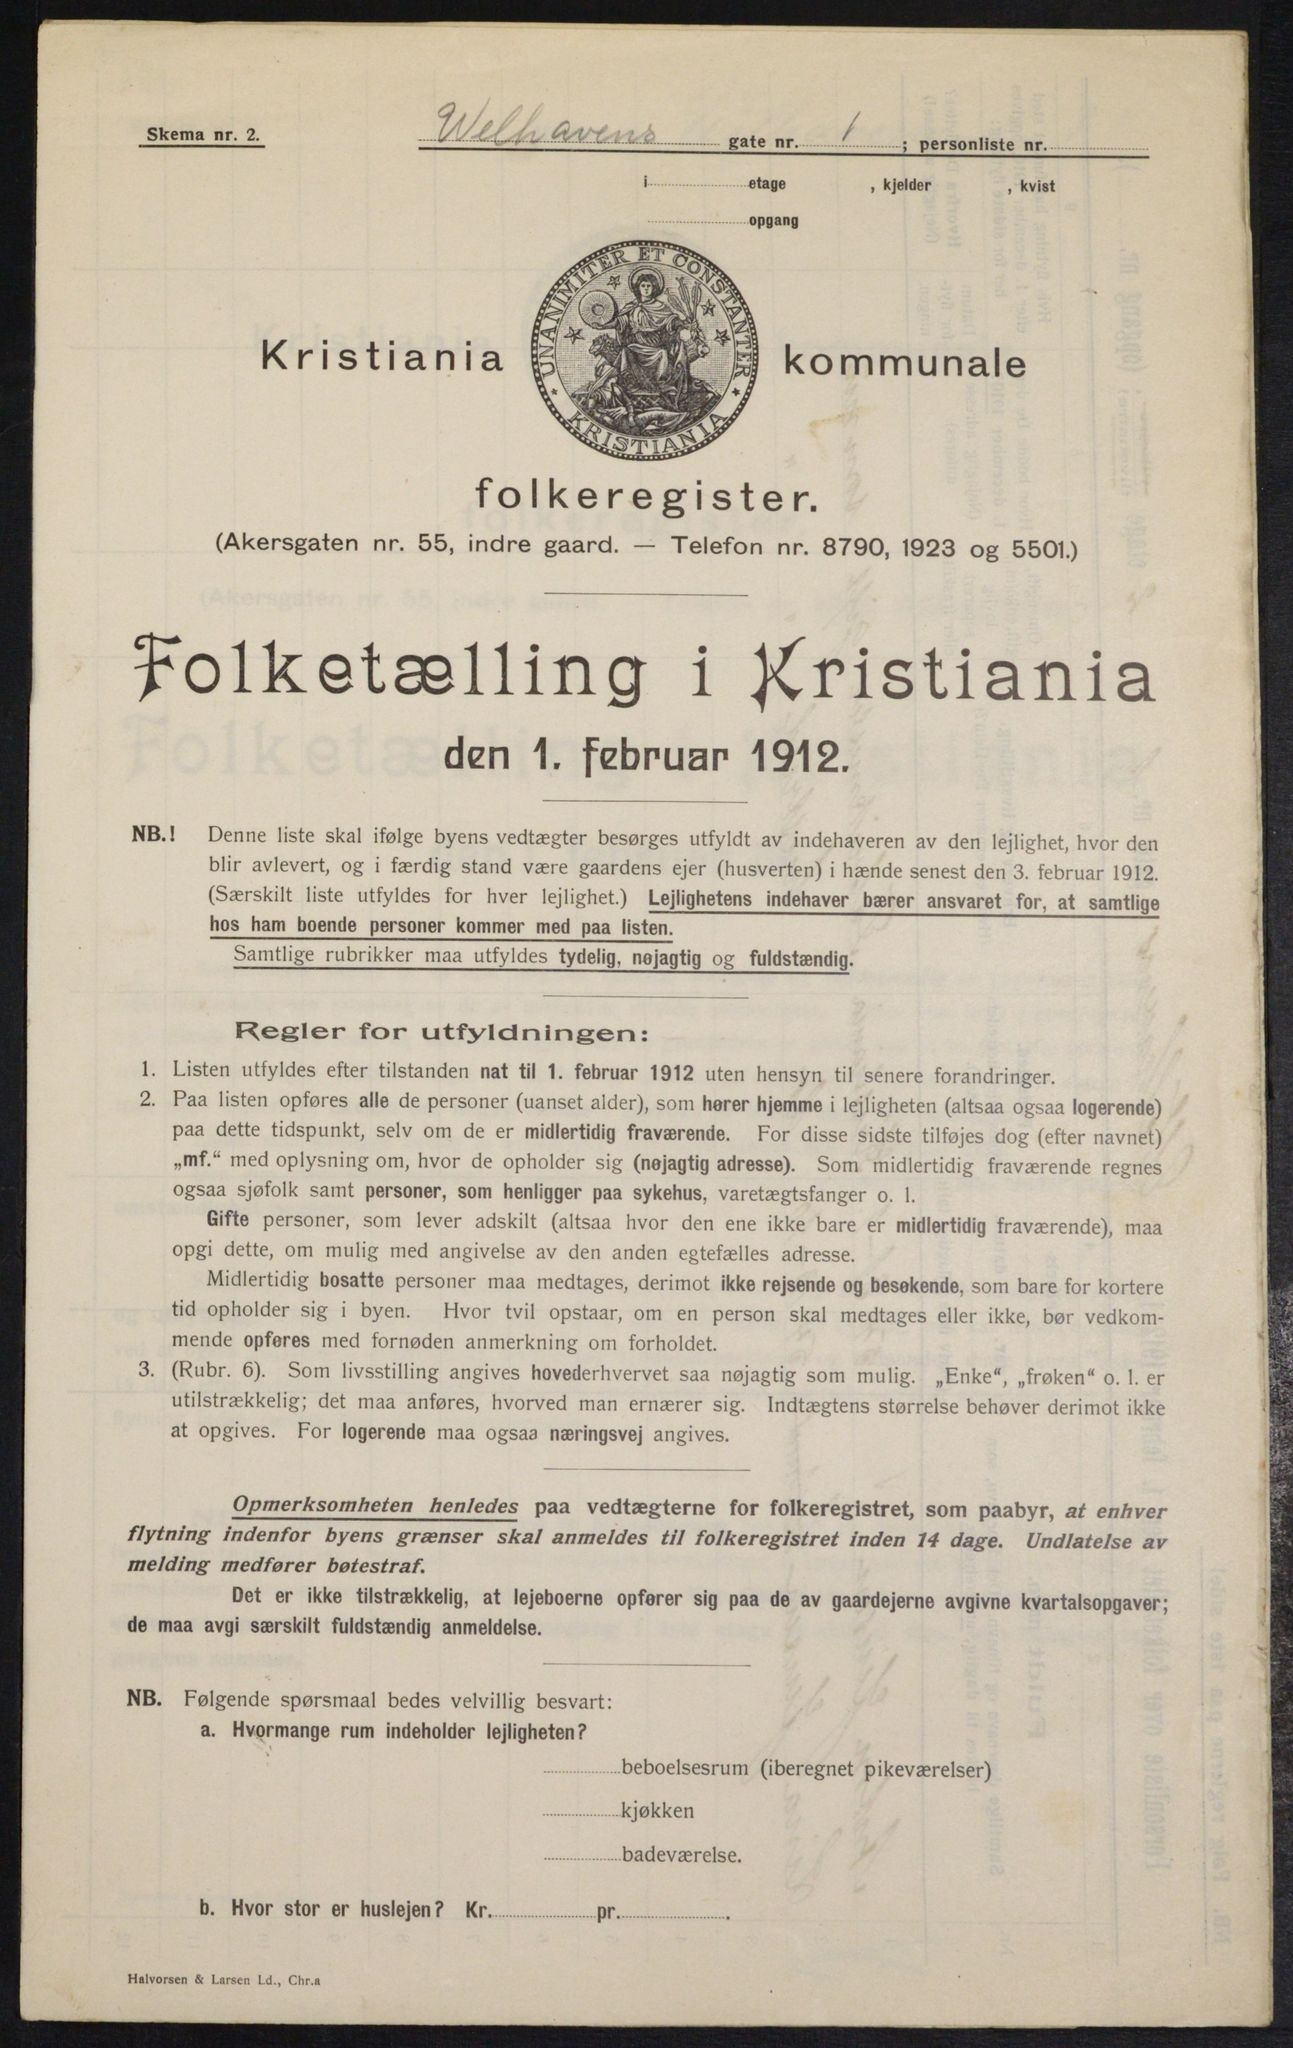 Skema nr. 2.
Welhavens gate nr. 1 ; personliste nr.
i etage , kjelder , kvist
opgang
UNANIMITER ET CONSTANTER
KRISTIANIA
Kristiania kommunale
folkeregister.
(Akersgaten nr. 55, indre gaard. — Telefon nr. 8790, 1923 og 5501.)
Folketælling i Kristiania
den 1. februar 1912.
NB.! Denne liste skal ifølge byens vedtægter besørges utfyldt av indehaveren av den lejlighet, hvor den
blir avlevert, og i færdig stand være gaardens ejer (husverten) i hænde senest den 3. februar 1912.
(Særskilt liste utfyldes for hver lejlighet.) Lejlighetens indehaver bærer ansvaret for, at samtlige
hos ham boende personer kommer med paa listen.
Samtlige rubrikker maa utfyldes tydelig, nøjagtig og fuldstændig.
Regler for utfyldningen:
1. Listen utfyldes efter tilstanden nat til 1. februar 1912 uten hensyn til senere forandringer.
2. Paa listen opføres alle de personer (uanset alder), som hører hjemme i lejligheten (altsaa ogsaa logerende)
paa dette tidspunkt, selv om de er midlertidig fraværende. For disse sidste tilføjes dog (efter navnet)
„mf.“ med oplysning om, hvor de opholder sig (nøjagtig adresse). Som midlertidig fraværende regnes
ogsaa sjøfolk samt personer, som henligger paa sykehus, varetægtsfanger o. l.
Gifte personer, som lever adskilt (altsaa hvor den ene ikke bare er midlertidig fraværende), maa
opgi dette, om mulig med angivelse av den anden egtefælles adresse.
Midlertidig bosatte personer maa medtages, derimot ikke rejsende og besøkende, som bare for kortere
tid opholder sig i byen. Hvor tvil opstaar, om en person skal medtages eller ikke, bør vedkom-
mende opføres med fornøden anmerkning om forholdet.
3. (Rubr. 6). Som livsstilling angives hovederhvervet saa nøjagtig som mulig. „Enke“, „frøken“ o. l. er
utilstrækkelig; det maa anføres, hvorved man ernærer sig. Indtægtens størrelse behøver derimot ikke
at opgives. For logerende maa ogsaa næringsvej angives.
Opmerksomheten henledes paa vedtægterne for folkeregistret, som paabyr, at enhver
flytning indenfor byens grænser skal anmeldes til folkeregistret inden 14 dage. Undlatelse av
melding medfører bøtestraf.
Det er ikke tilstrækkelig, at lejeboerne opfører sig paa de av gaardejerne avgivne kvartalsopgaver;
de maa avgi særskilt fuldstændig anmeldelse.
NB. Følgende spørsmaal bedes velvillig besvart:
a. Hvormange rum indeholder lejligheten?
beboelsesrum (iberegnet pikeværelser)
kjøkken
badeværelse.
b. Hvor stor er huslejen? Kr. pr. .
Halvorsen & Larsen Ld., Chr.a